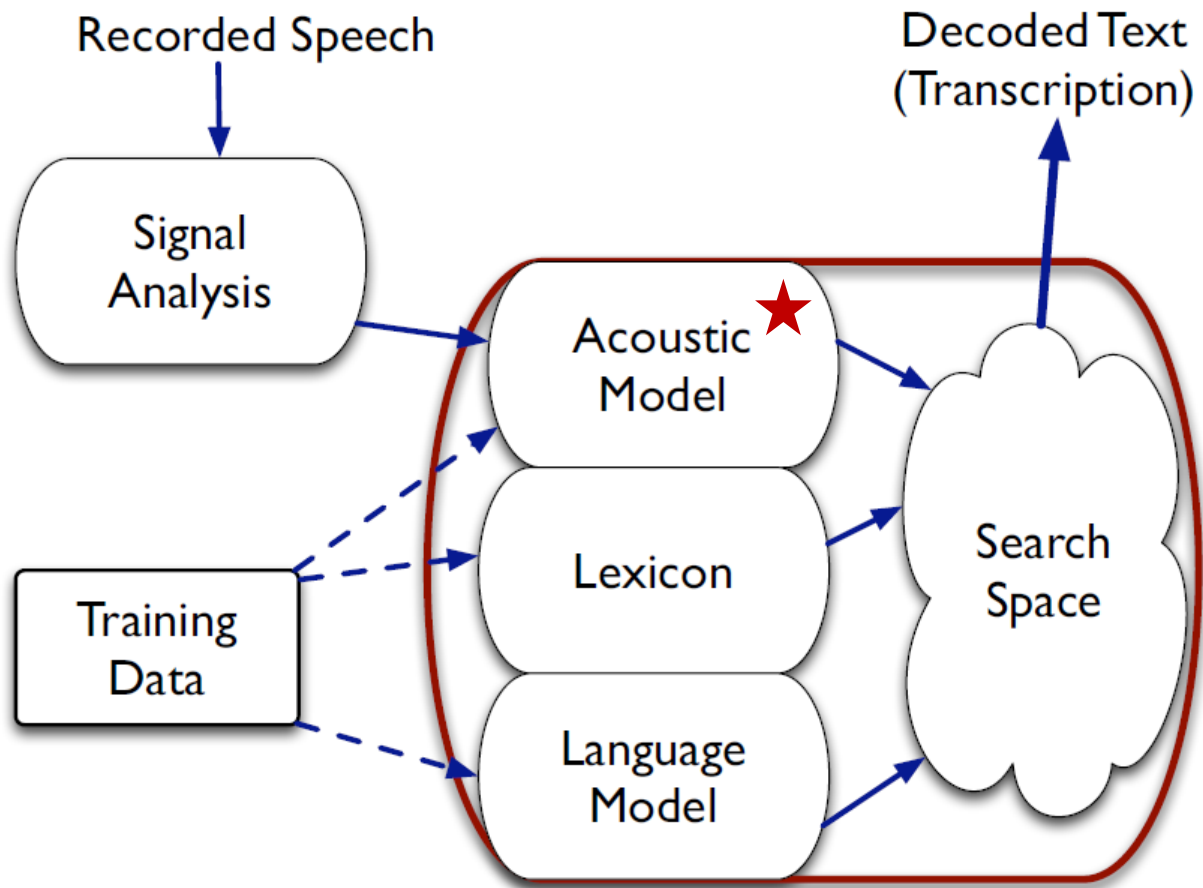 Recorded Speech
Decoded Text
(Transcription)
Signal
Analysis
Acoustic
Model
Lexicon
Search
Space
Training
Data
Language
Model